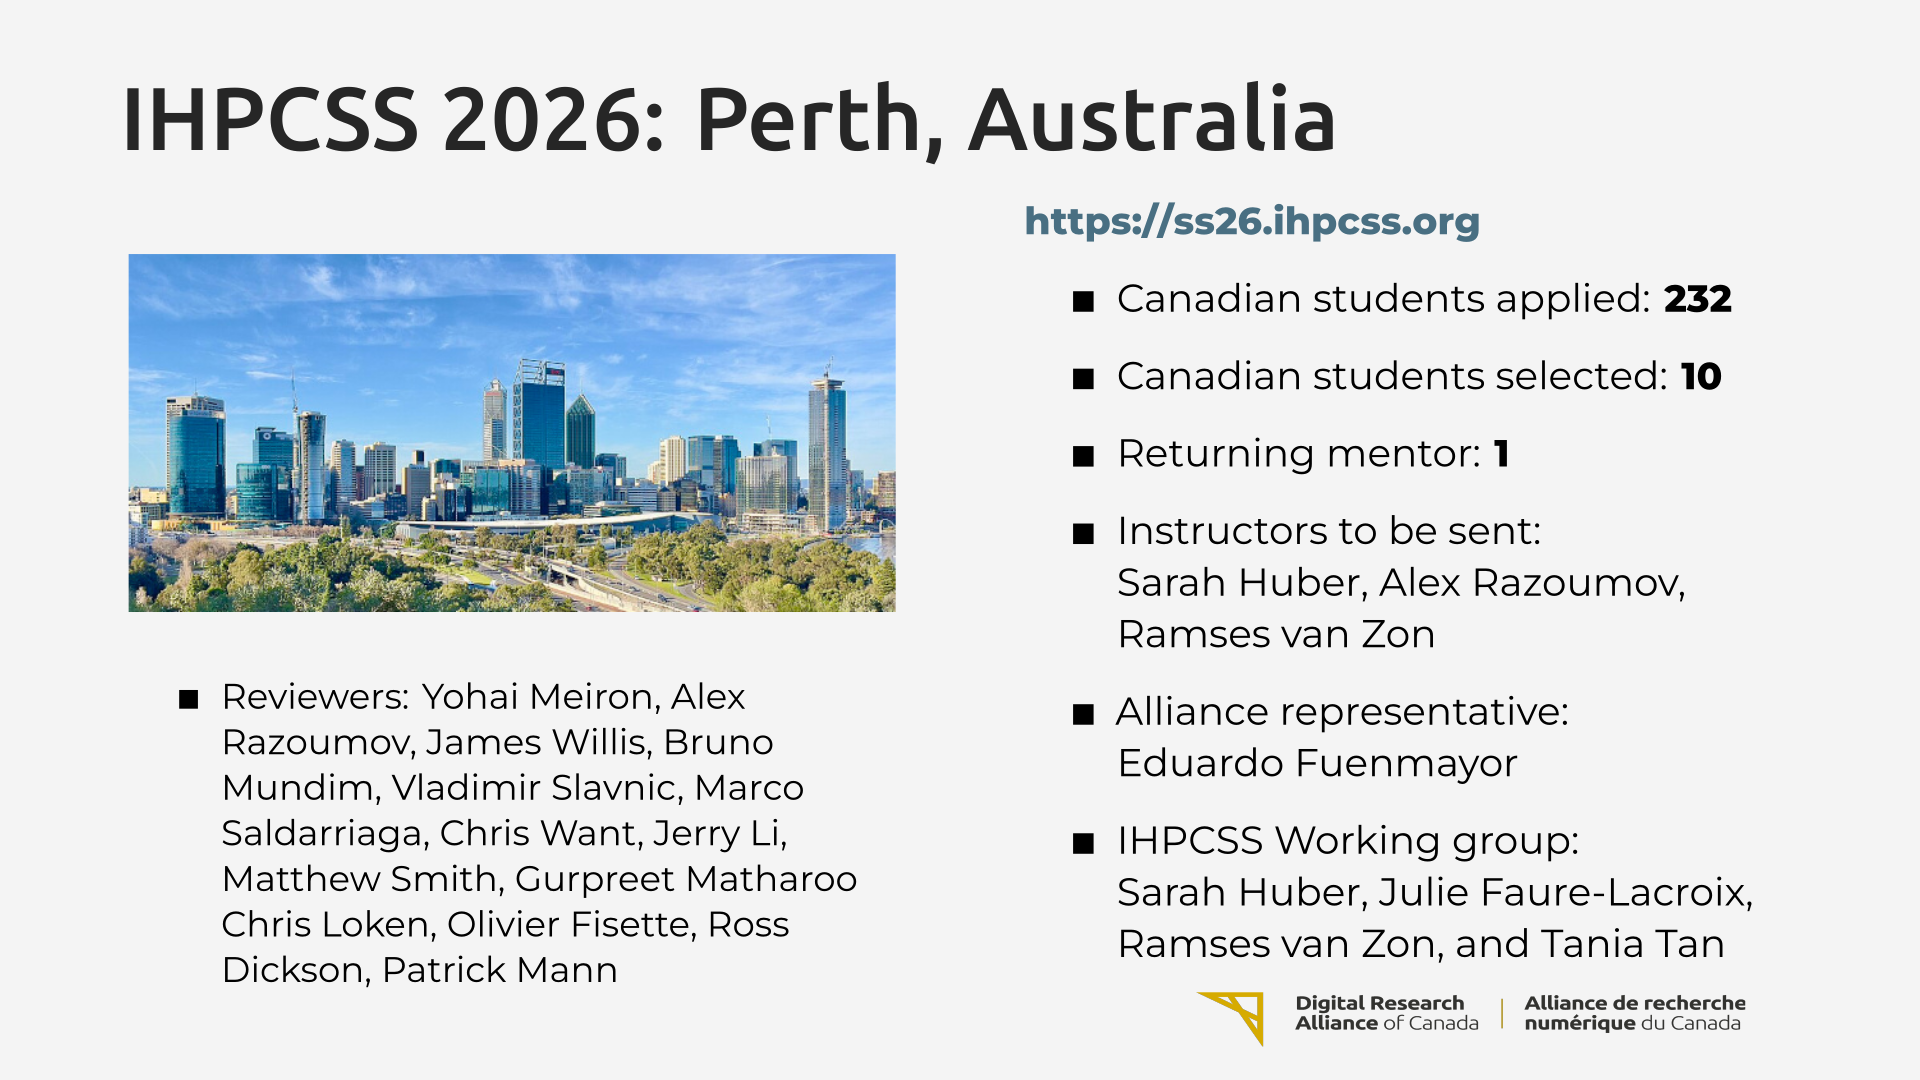 IHPCSS 2026: Perth, Australia
https://ss26.ihpcss.org
■ Canadian students applied: 232
■ Canadian students selected: 10
■ Returning mentor: 1
■ Instructors to be sent:
Sarah Huber, Alex Razoumov,
Ramses van Zon
■ Alliance representative:
Eduardo Fuenmayor
■ IHPCSS Working group:
Sarah Huber, Julie Faure-Lacroix,
Ramses van Zon, and Tania Tan
■ Reviewers: Yohai Meiron, Alex
Razoumov, James Willis, Bruno
Mundim, Vladimir Slavnic, Marco
Saldarriaga, Chris Want, Jerry Li,
Matthew Smith, Gurpreet Matharoo
Chris Loken, Olivier Fisette, Ross
Dickson, Patrick Mann
Digital Research
Alliance of Canada
Alliance de recherche
numérique du Canada